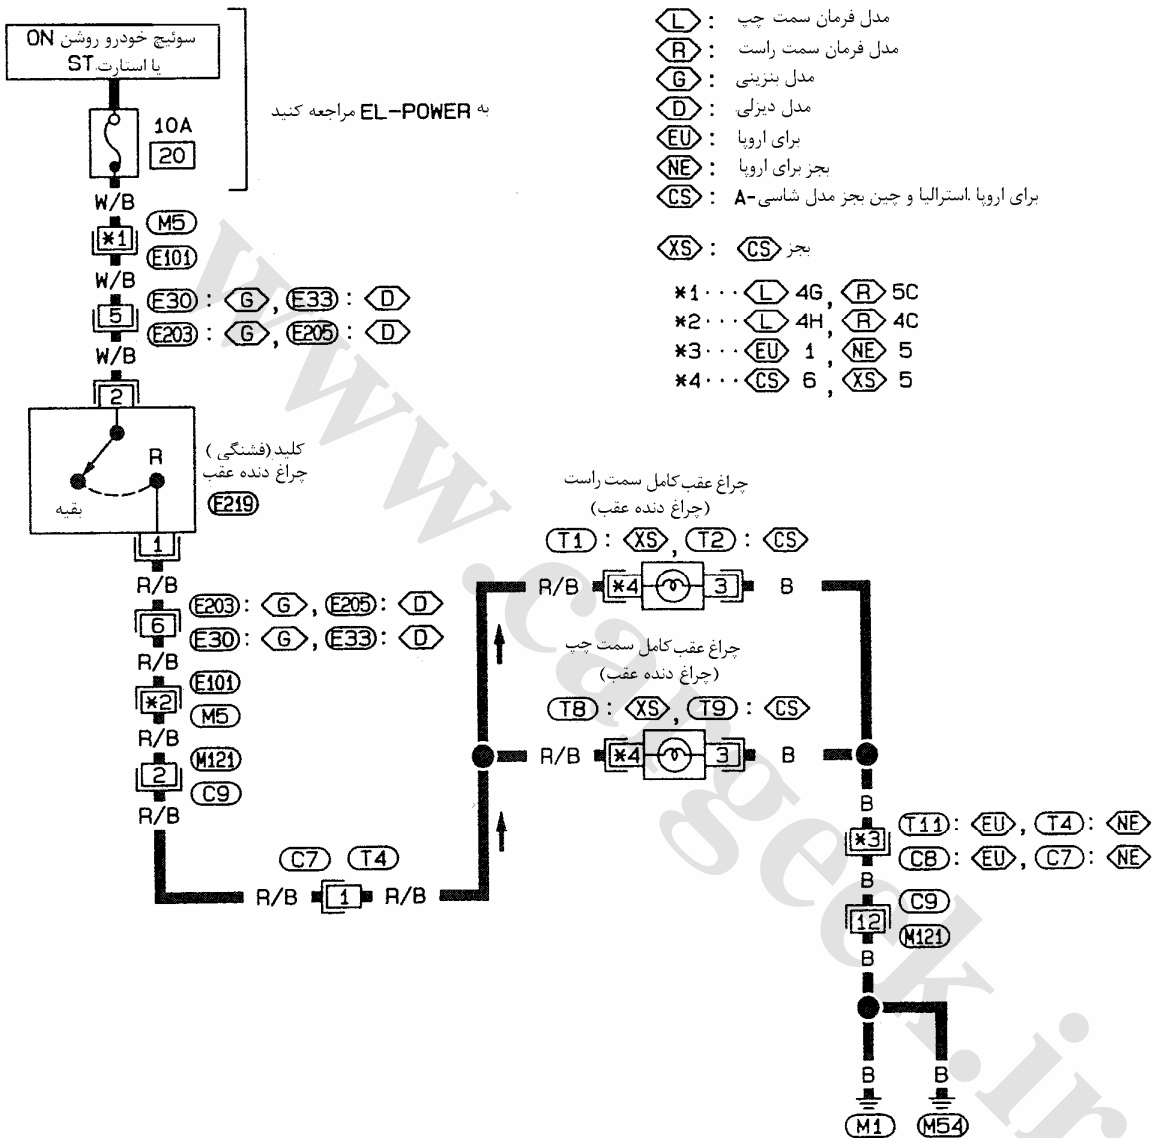 سوئیچ خودرو روشن ON
یا استارت ST
10A
20
به EL-POWER مراجعه کنید
W/B
*1
M5
E101
W/B
5
E30 : G , E33 : D
E203 : G , E205 : D
W/B
2
R
بقیه
کلید (فشنگی)
چراغ دنده عقب
E219
1
R/B
6
E203 : G , E205 : D
E30 : G , E33 : D
R/B
*2
E101
M5
R/B
2
M121
C9
R/B
R/B
C7 T4
1
R/B
L : مدل فرمان سمت چپ
R : مدل فرمان سمت راست
G : مدل بنزینی
D : مدل دیزلی
EU : برای اروپا
NE : بجز برای اروپا
CS : برای اروپا .استرالیا و چین بجز مدل شاسی-A
XS : CS بجز
*1 ··· L 4G, R 5C
*2 ··· L 4H, R 4C
*3 ··· EU 1 , NE 5
*4 ··· CS 6 , XS 5
چراغ عقب کامل سمت راست
(چراغ دنده عقب)
T1 : XS , T2 : CS
R/B *4 3 B
چراغ عقب کامل سمت چپ
(چراغ دنده عقب)
T8 : XS , T9 : CS
R/B *4 3 B
B
*3
T11 : EU , T4 : NE
C8 : EU , C7 : NE
B
12
C9
M121
B
B B
M1 M54
www.cargeek.ir